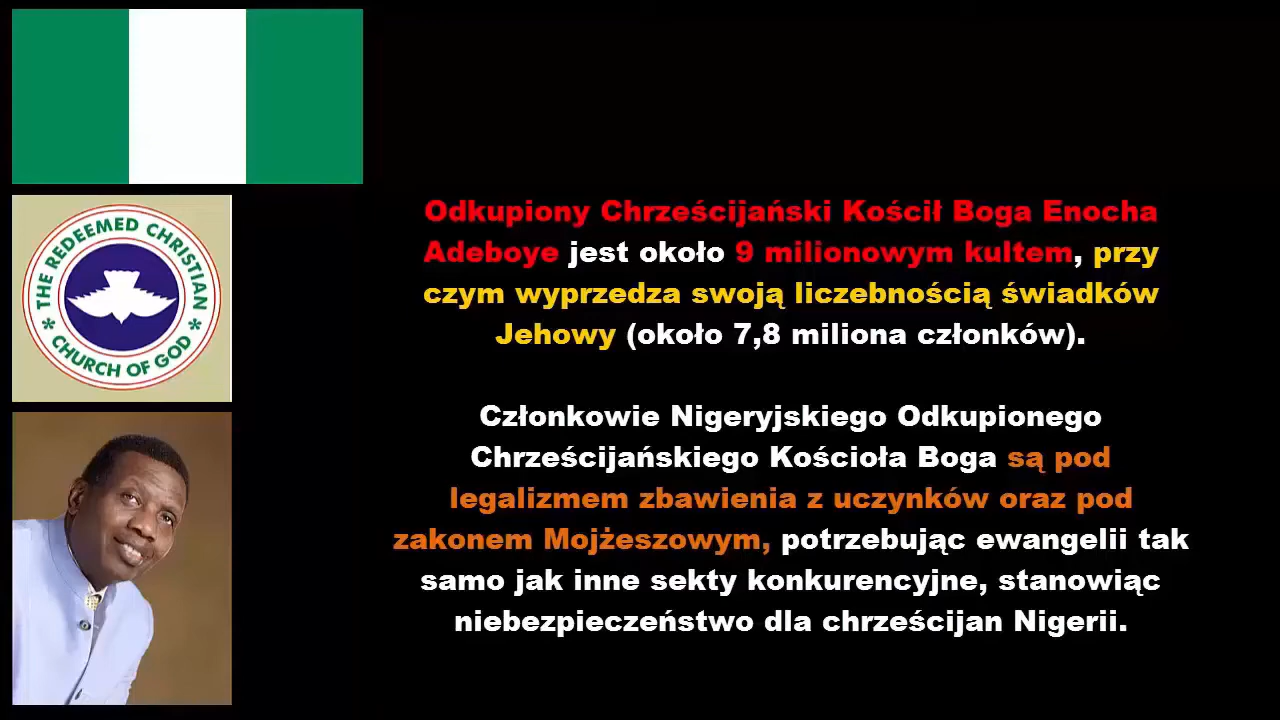 THE REDEEMED CHRISTIAN
* CHURCH OF GOD *
Odkupiony Chrześcijański Kościł Boga Enocha
Adeboye jest około 9 milionowym kultem, przy
czym wyprzedza swoją liczebnością świadków
Jehowy (około 7,8 miliona członków).
Członkowie Nigeryjskiego Odkupionego
Chrześcijańskiego Kościoła Boga są pod
legalizmem zbawienia z uczynków oraz pod
zakonem Mojżeszowym, potrzebując ewangelii tak
samo jak inne sekty konkurencyjne, stanowiąc
niebezpieczeństwo dla chrześcijan Nigerii.